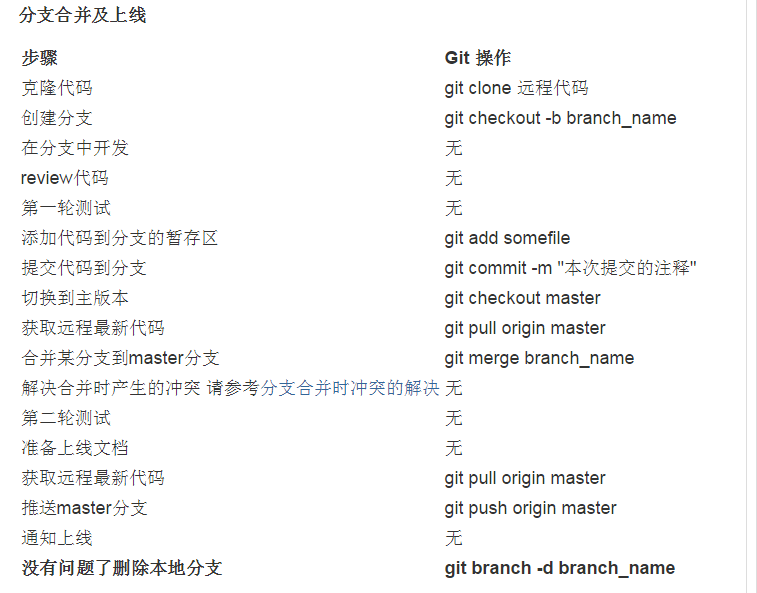 分支合并及上线
步骤 Git 操作
克隆代码 git clone 远程代码
创建分支 git checkout -b branch_name
在分支中开发 无
review代码 无
第一轮测试 无
添加代码到分支的暂存区 git add somefile
提交代码到分支 git commit -m "本次提交的注释"
切换到主版本 git checkout master
获取远程最新代码 git pull origin master
合并某分支到master分支 git merge branch_name
解决合并时产生的冲突 请参考分支合并时冲突的解决 无
第二轮测试 无
准备上线文档 无
获取远程最新代码 git pull origin master
推送master分支 git push origin master
通知上线 无
没有问题了删除本地分支 git branch -d branch_name